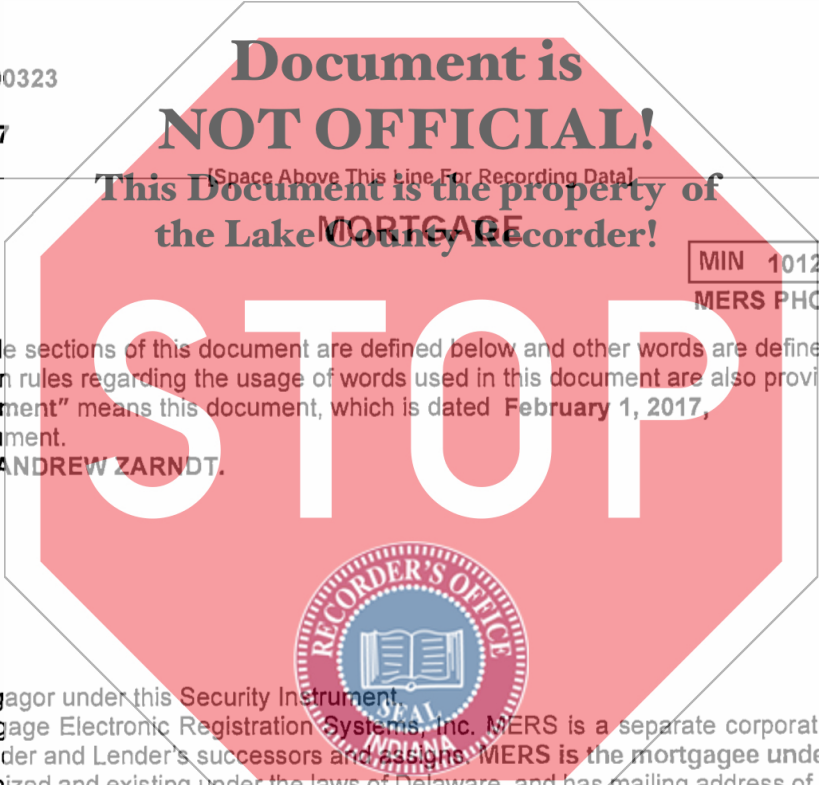 Document is
0323
NOT OFFICIAL!
7
[Space Above This Line For Recording Data]
This Document is the property of
MORTGAGE
the Lake County Recorder!
MIN 1012
MERS PHO
STOP
e sections of this document are defined below and other words are define
n rules regarding the usage of words used in this document are also provi
ment” means this document, which is dated February 1, 2017,
ment.
ANDREW ZARNDT.
RECORDER'S OFFICE
SEAL
INDIANA
gagor under this Security Instrument.
gage Electronic Registration Systems, Inc. MERS is a separate corporat
der and Lender's successors and assigns. MERS is the mortgagee unde
ized and existing under the laws of Delaware, and has mailing address of